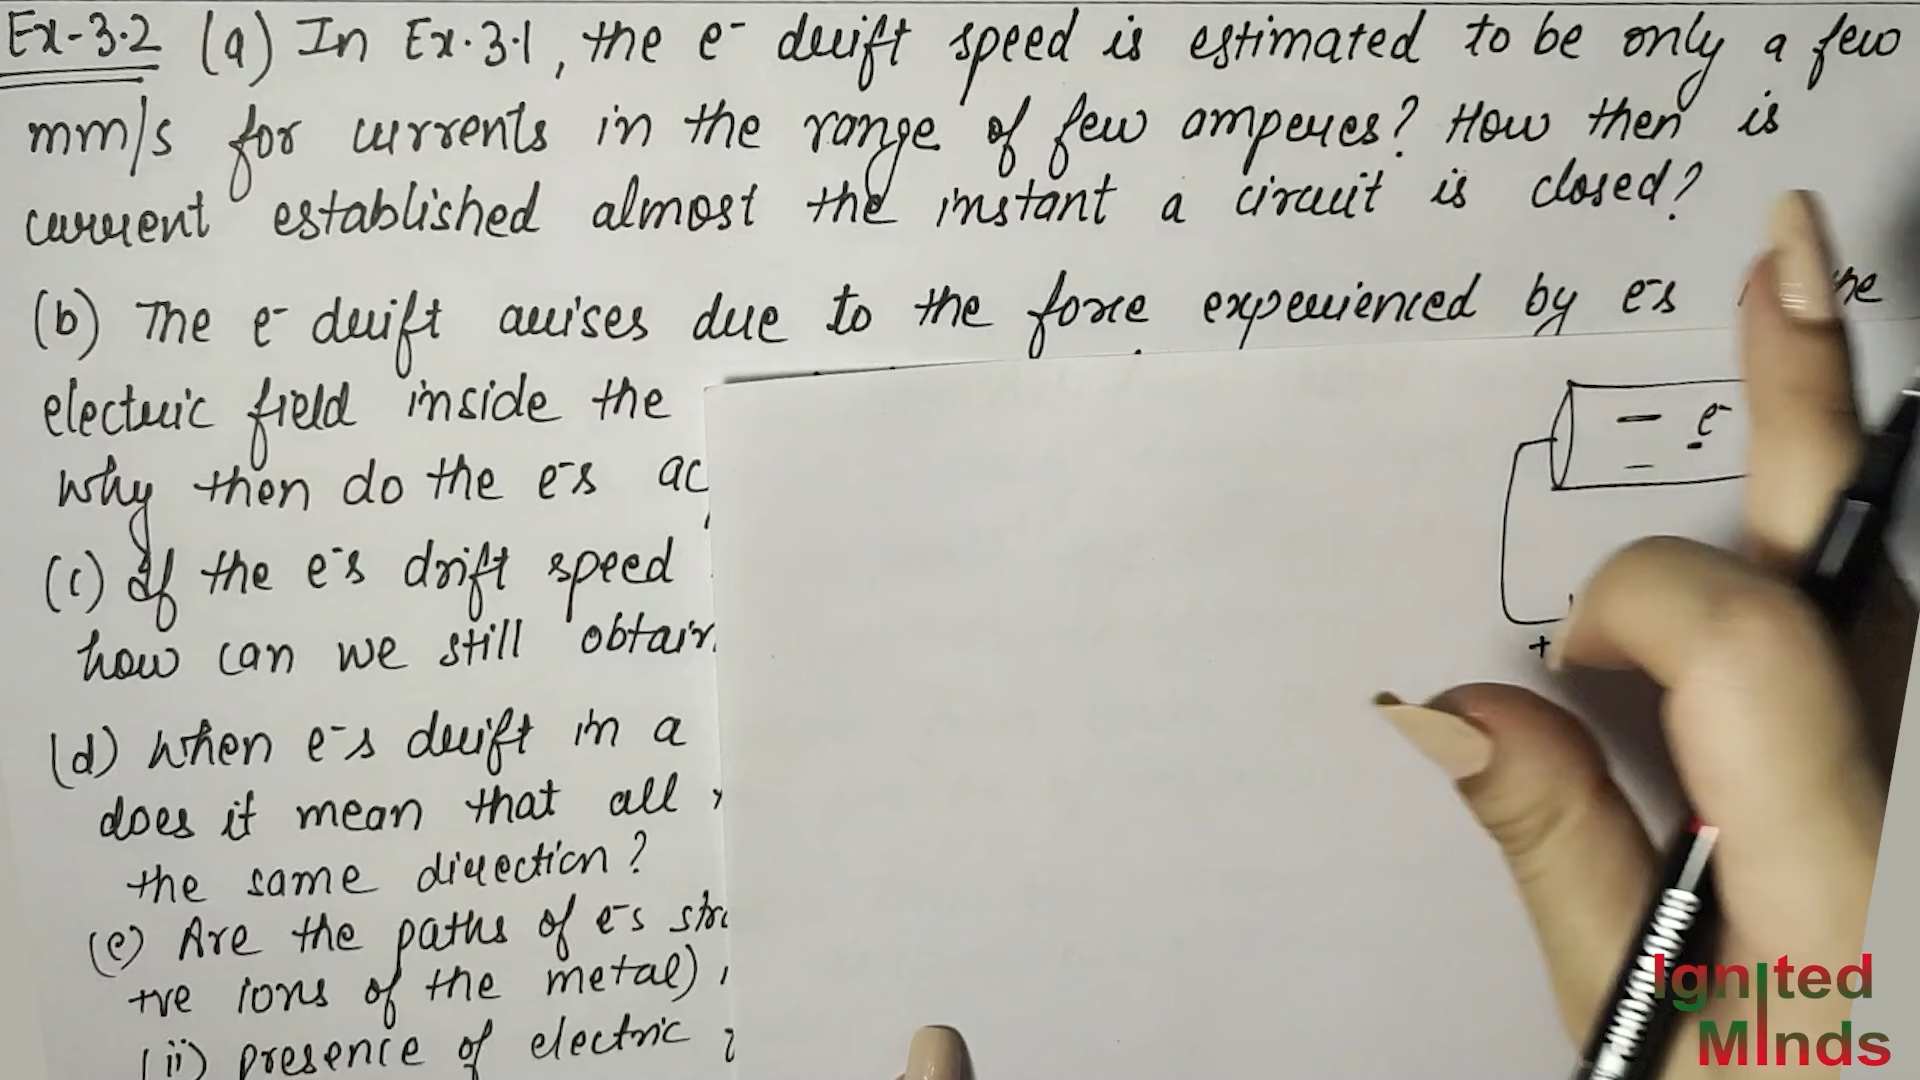 Ex-3.2 (a) In Ex.3.1, the e⁻ drift speed is estimated to be only a few
mm/s for currents in the range of few amperes? How then is
current established almost the instant a circuit is closed?
(b) The e⁻ drift arises due to the force experienced by e⁻s
electric field inside the
why then do the e⁻s
(c) If the e⁻s drift speed
how can we still obtain
(d) when e⁻s drift in a
does it mean that all
the same direction?
(e) Are the paths of e⁻s
+ve ions of the metal)
(ii) presence of electric
e⁻
+
Ignited
Minds